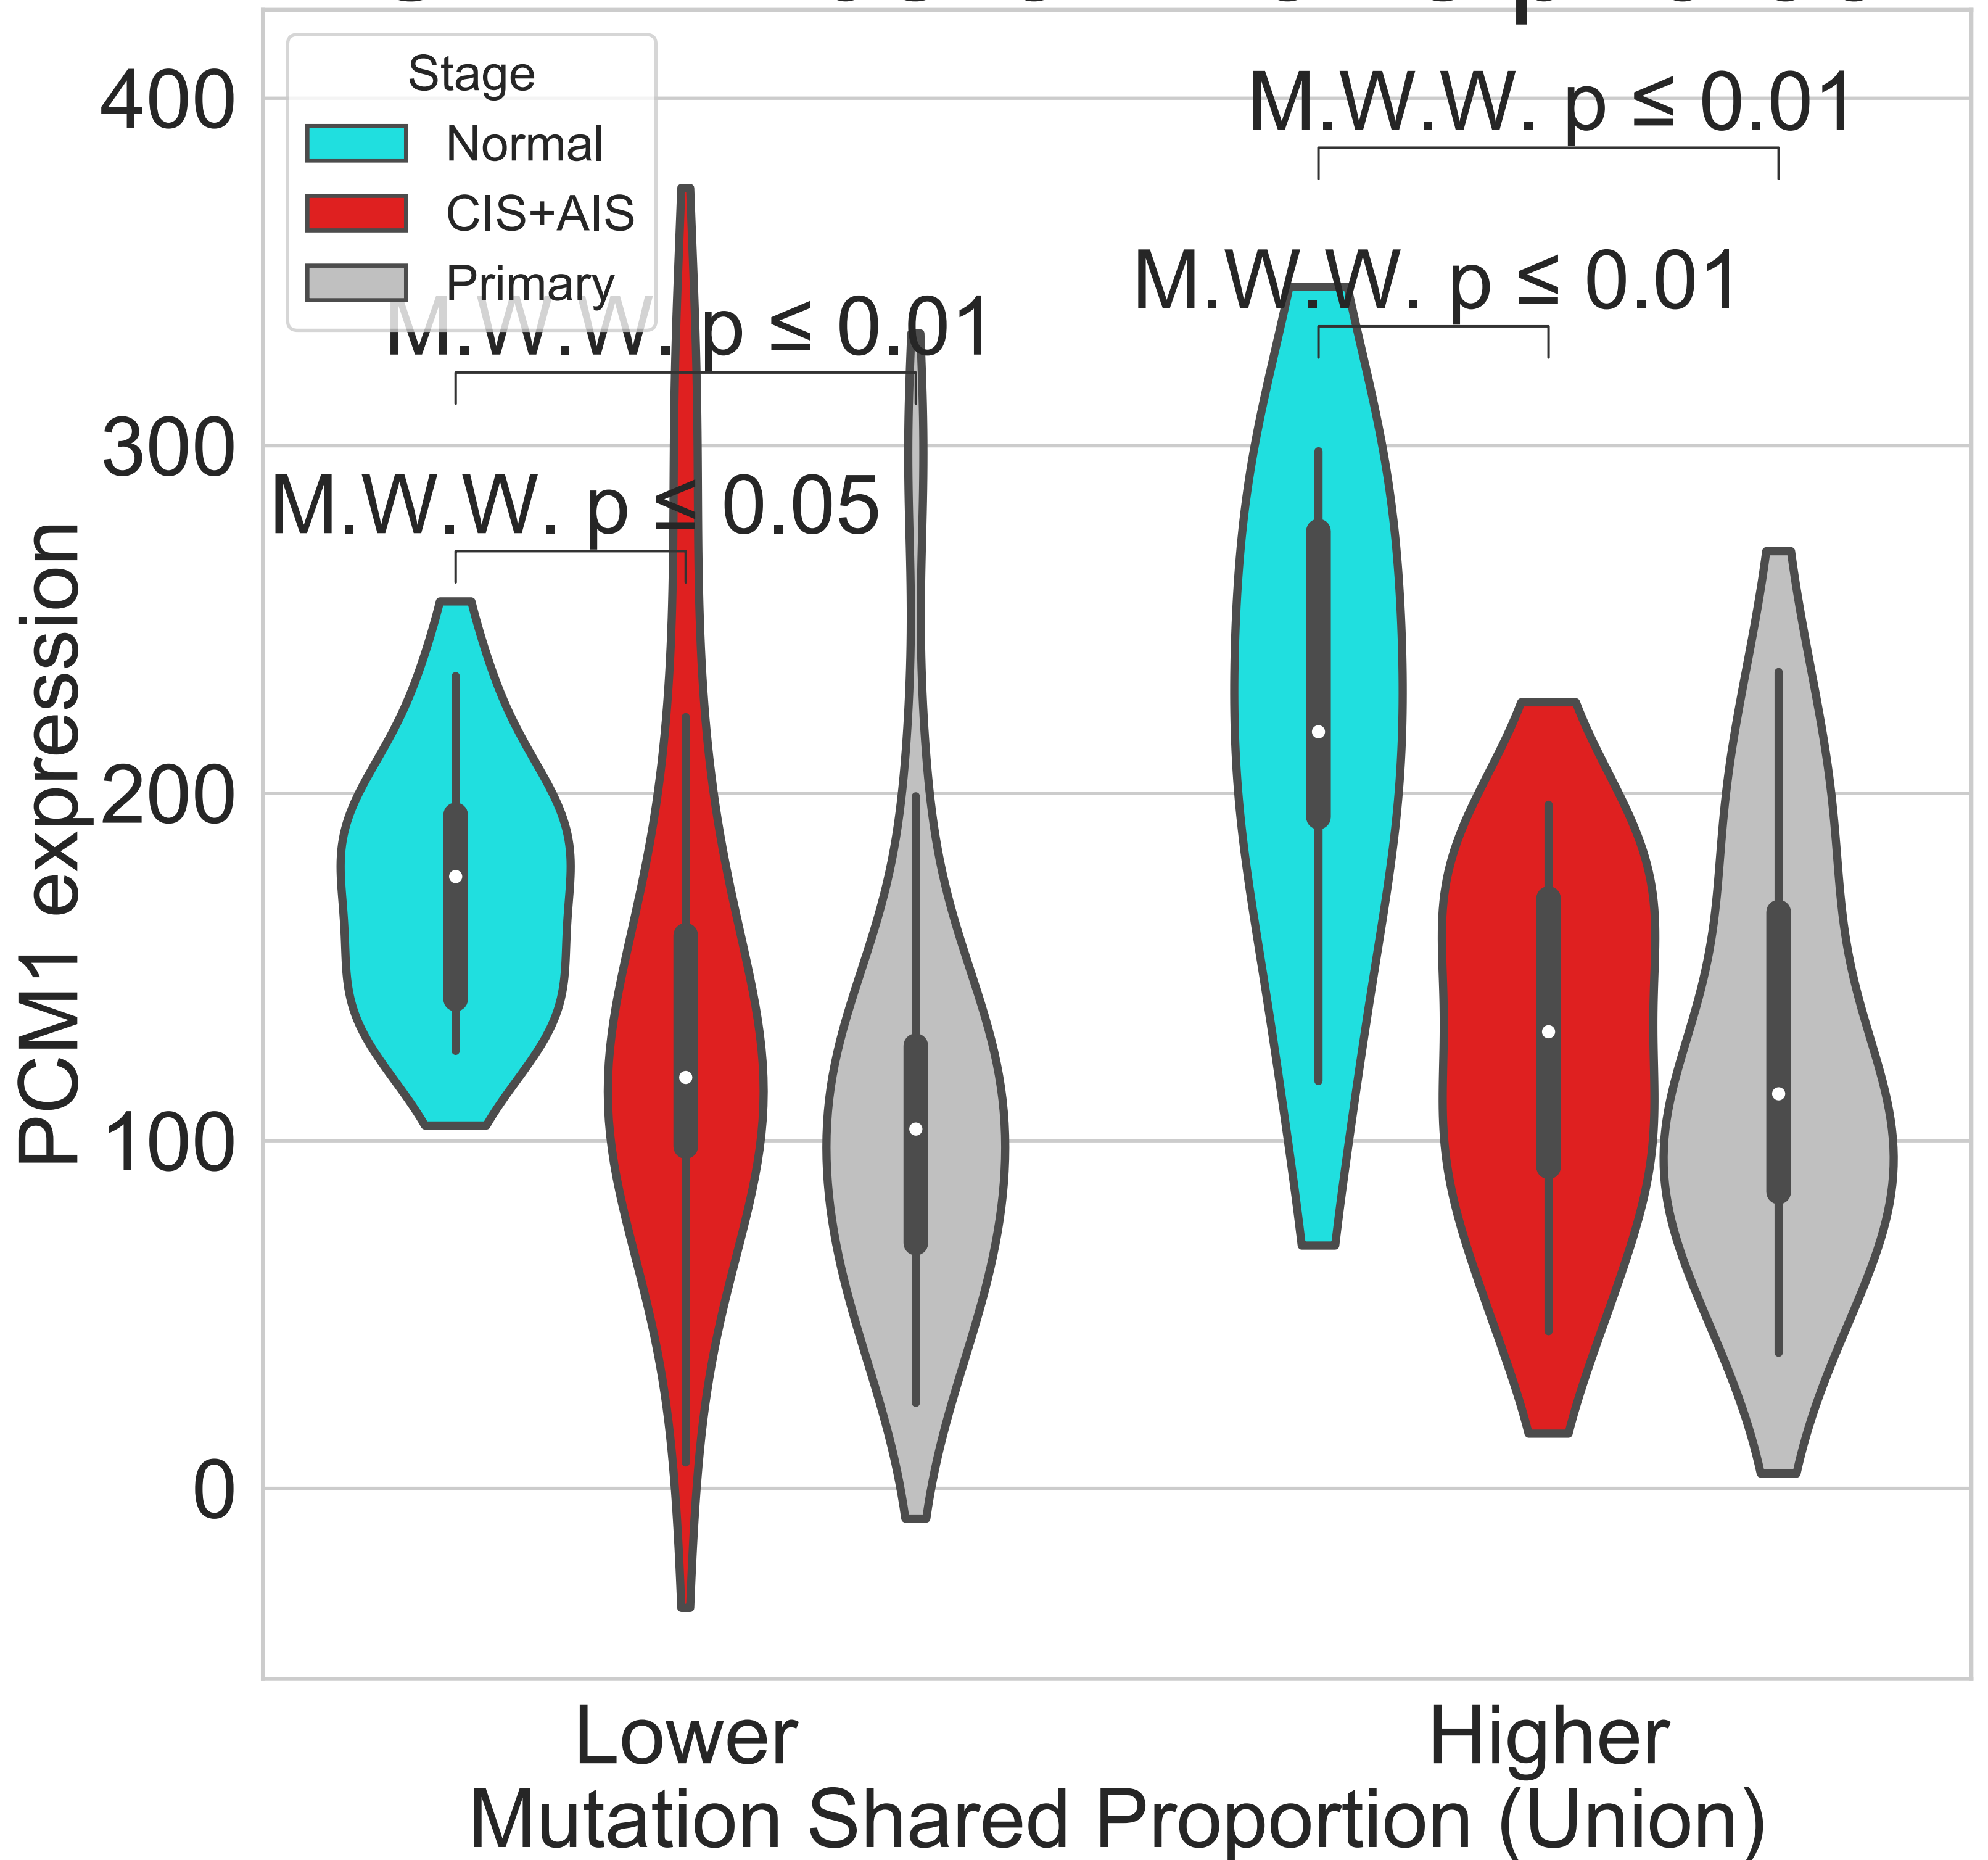 Stage
Normal
CIS+AIS
Primary
M.W.W. p ≤ 0.01
M.W.W. p ≤ 0.01
M.W.W. p ≤ 0.01
M.W.W. p ≤ 0.05
PCM1 expression
400
300
200
100
0
Lower
Higher
Mutation Shared Proportion (Union)